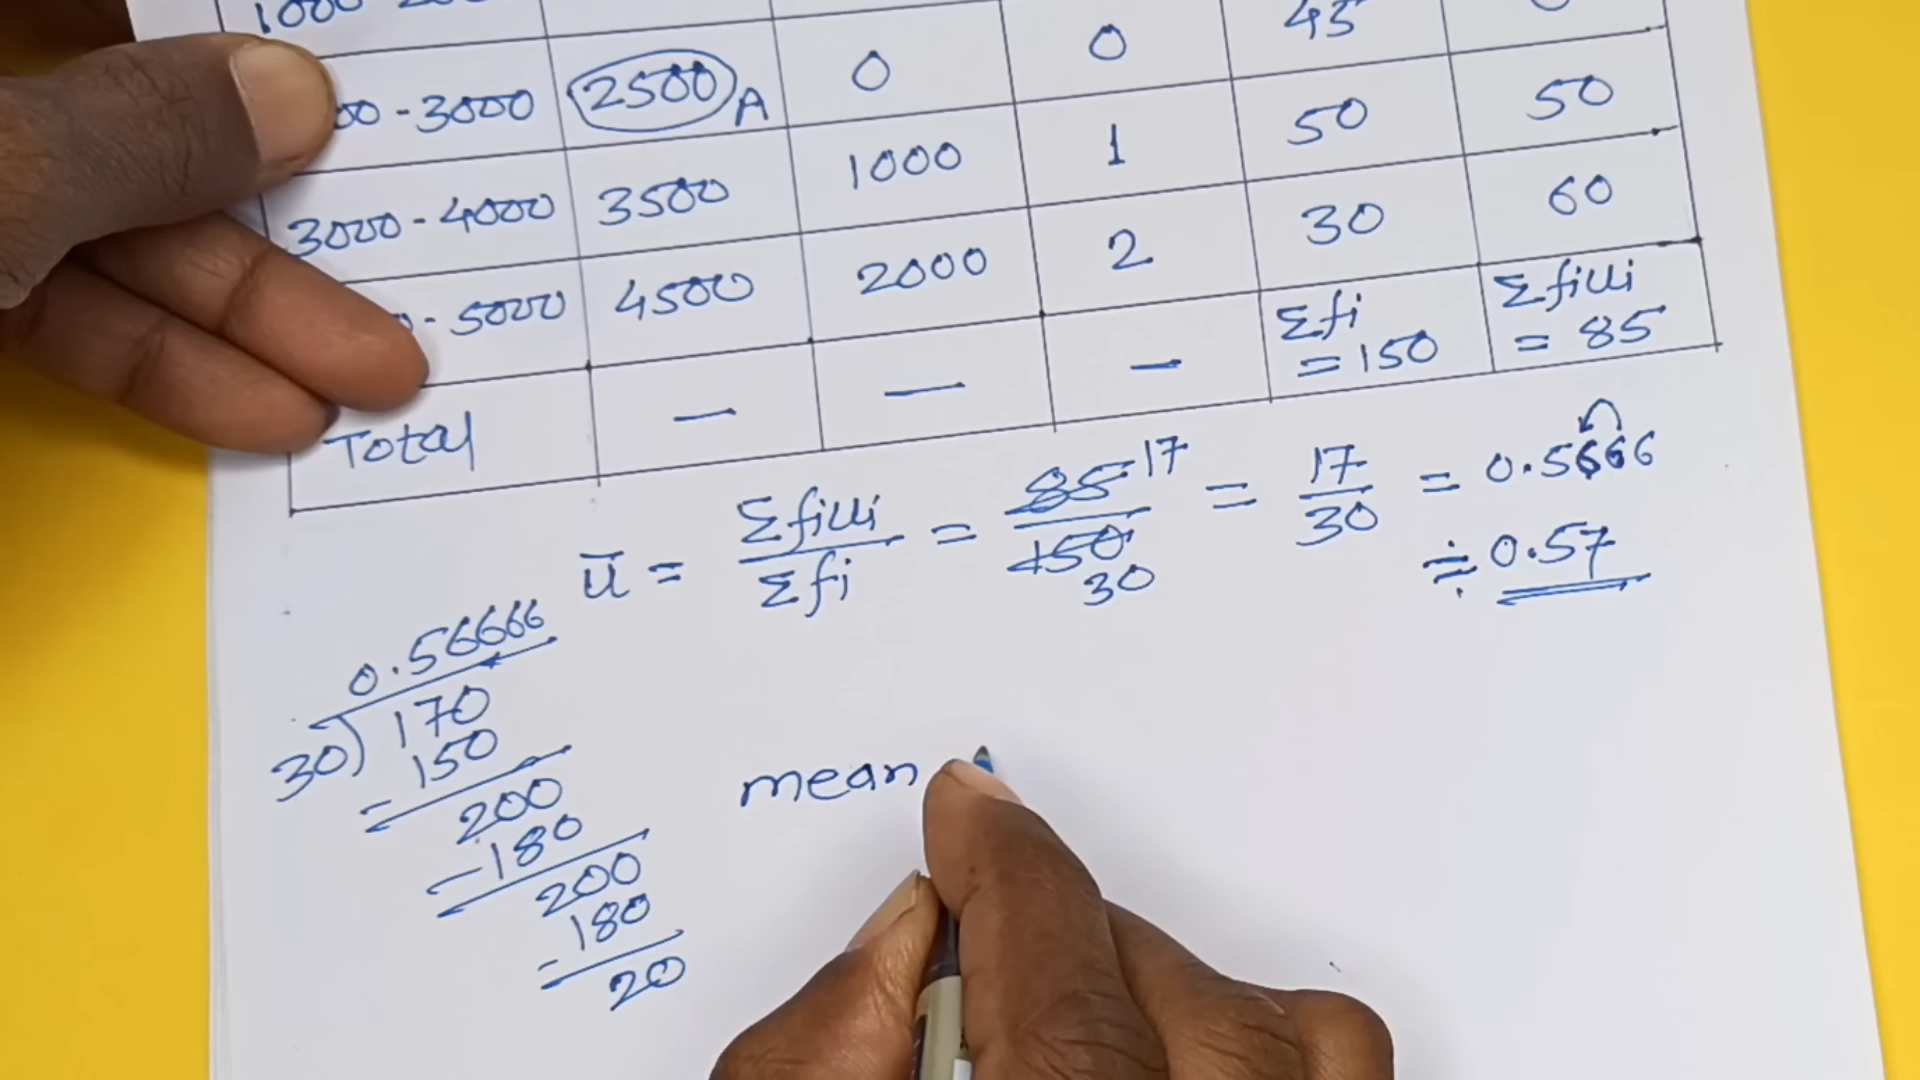 1000
00 - 3000 2500 A 0 0 45
3000 - 4000 3500 1000 1 50 50
- 5000 4500 2000 2 30 60
Total — — — Σfi = 150 Σfiui = 85
ū = Σfiui / Σfi = 85 17 / 150 30 = 17 / 30 = 0.5666
≑ 0.57
0.56666
30) 170
150
200
- 180
200
- 180
20
mean